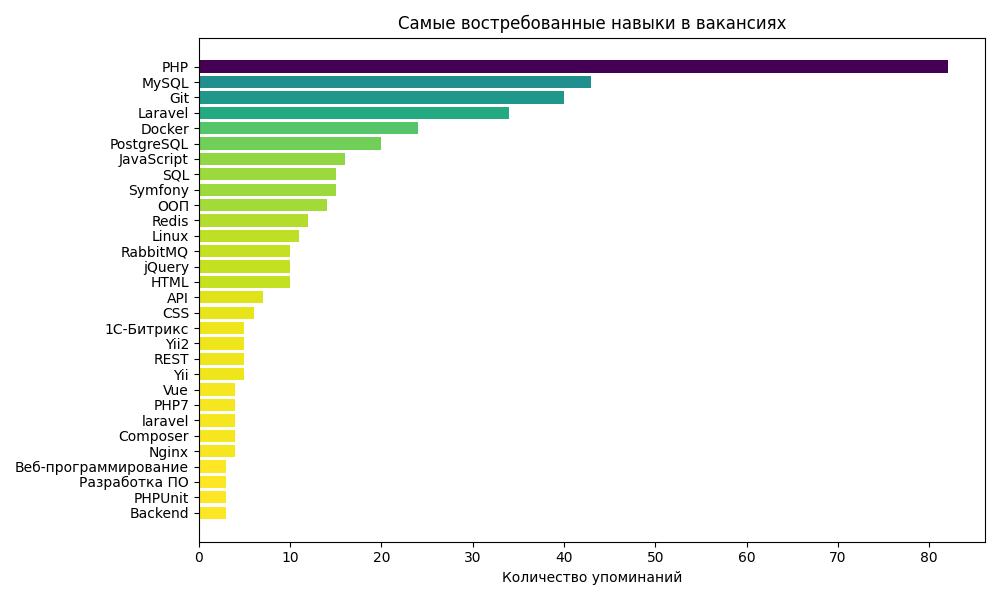 Самые востребованные навыки в вакансиях
PHP
MySQL
Git
Laravel
Docker
PostgreSQL
JavaScript
SQL
Symfony
ООП
Redis
Linux
RabbitMQ
jQuery
HTML
API
CSS
1С-Битрикс
Yii2
REST
Yii
Vue
PHP7
laravel
Composer
Nginx
Веб-программирование
Разработка ПО
PHPUnit
Backend
0 10 20 30 40 50 60 70 80
Количество упоминаний